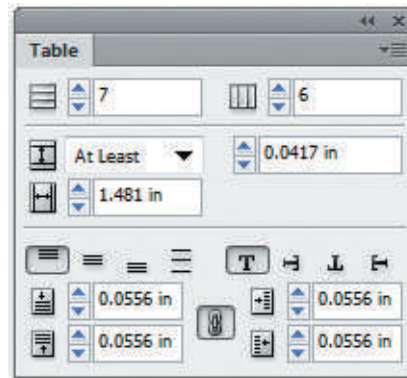 Table
7 6
At Least 0.0417 in
1.481 in
T T T T
0.0556 in 0.0556 in
0.0556 in 0.0556 in